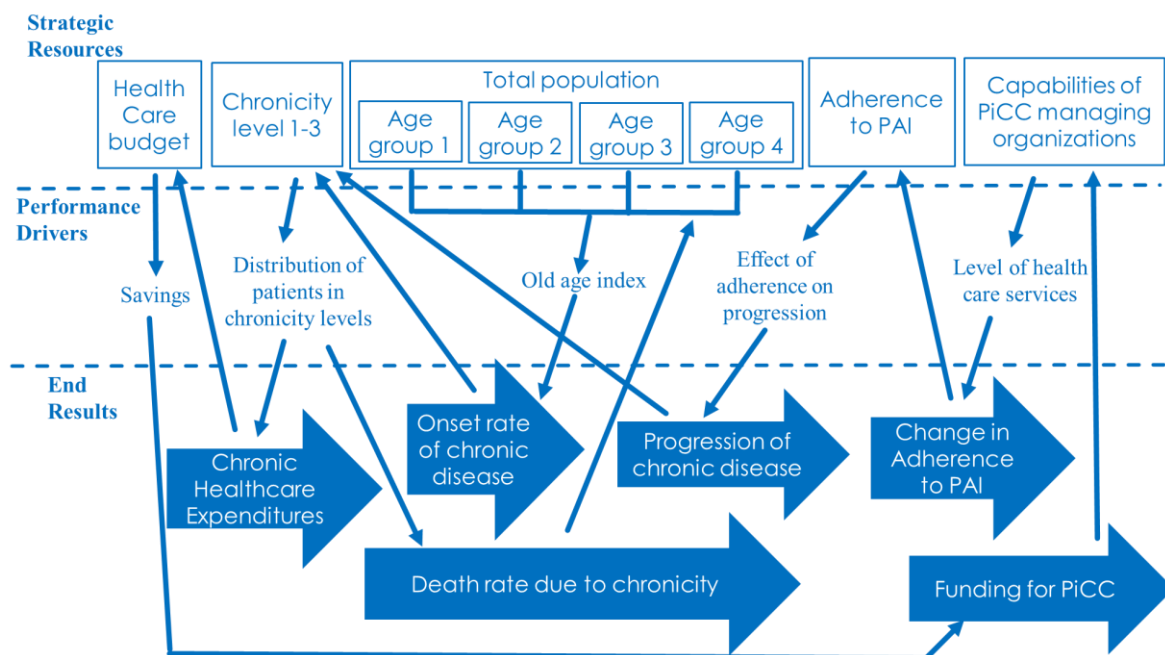 Strategic
Resources
Health
Care
budget
Chronicity
level 1-3
Total population
Age
group 1
Age
group 2
Age
group 3
Age
group 4
Adherence
to PAI
Capabilities of
PiCC managing
organizations
Performance
Drivers
Savings
Distribution of
patients in
chronicity levels
Old age index
Effect of
adherence on
progression
Level of health
care services
End
Results
Chronic
Healthcare
Expenditures
Onset rate
of chronic
disease
Progression of
chronic disease
Change in
Adherence
to PAI
Death rate due to chronicity
Funding for PiCC